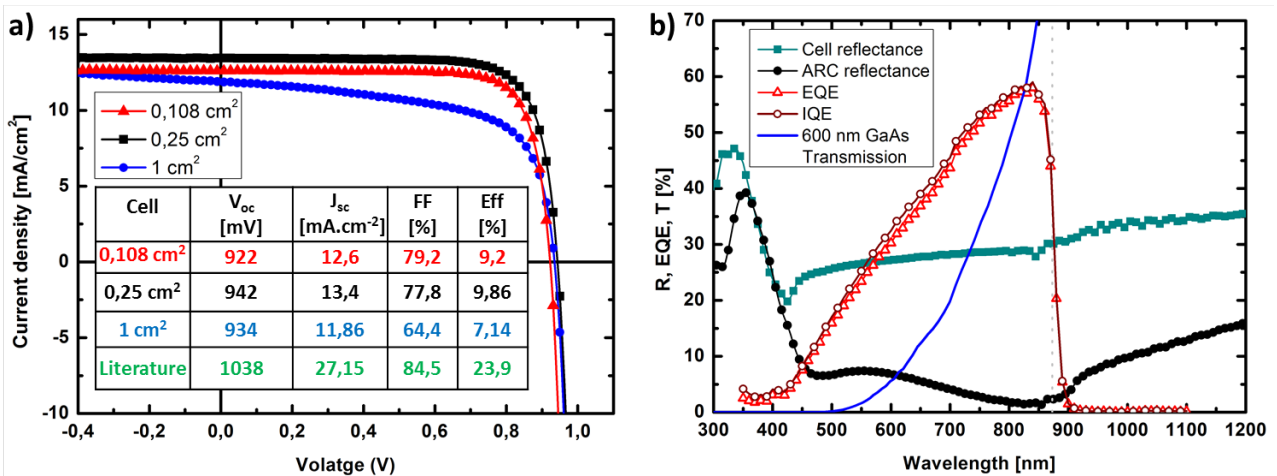 a)
Current density [mA/cm²]
15
10
5
0
-5
-10
0,108 cm²
0,25 cm²
1 cm²
Cell Voc [mV] Jsc [mA.cm⁻²] FF [%] Eff [%]
0,108 cm² 922 12,6 79,2 9,2
0,25 cm² 942 13,4 77,8 9,86
1 cm² 934 11,86 64,4 7,14
Literature 1038 27,15 84,5 23,9
-0,4 -0,2 0,0 0,2 0,4 0,6 0,8 1,0
Volatge (V)
b)
R, EQE, T [%]
70
60
50
40
30
20
10
0
Cell reflectance
ARC reflectance
EQE
IQE
600 nm GaAs
Transmission
300 400 500 600 700 800 900 1000 1100 1200
Wavelength [nm]